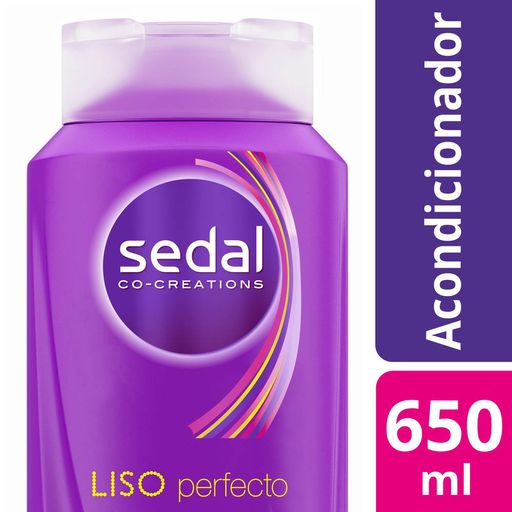 sedal
CO-CREATIONS
LISO perfecto
Acondicionador
650
ml